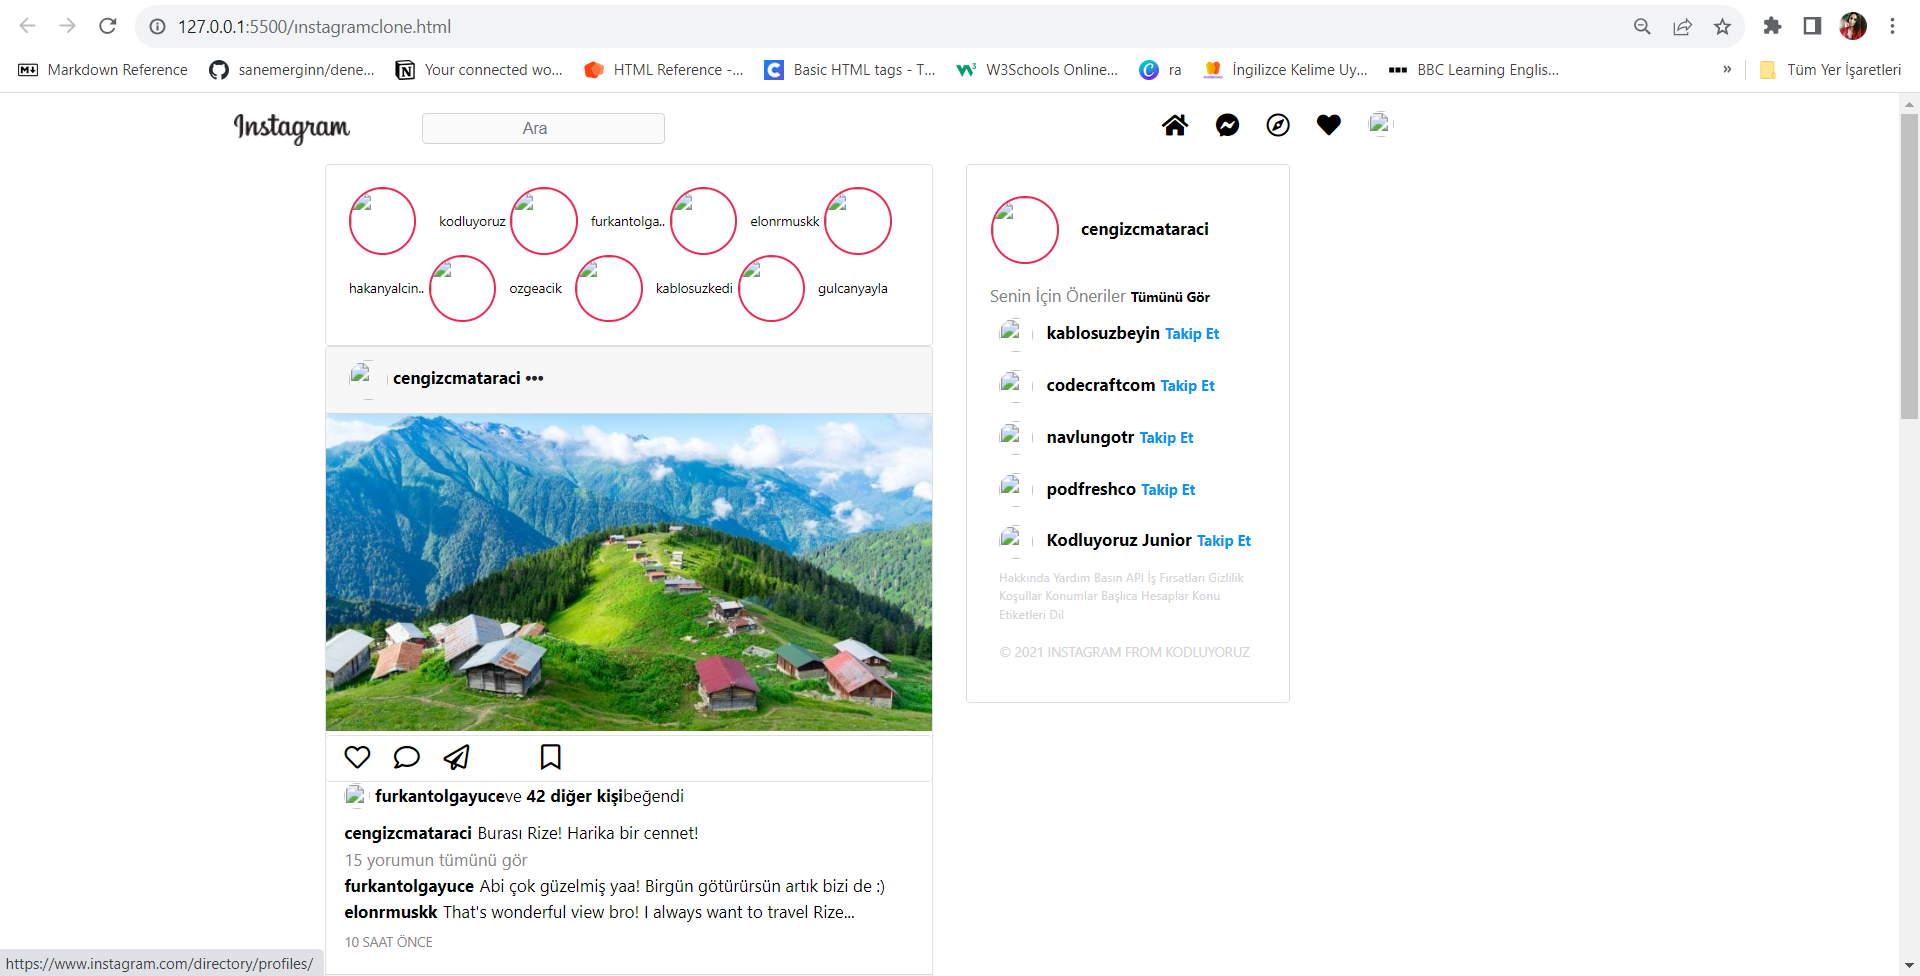 127.0.0.1:5500/ınstagramclone.html
Markdown Reference sanemerginn/dene... Your connected wo... HTML Reference -... Basic HTML tags - T... W3Schools Online... ra İngilizce Kelime Uy... BBC Learning Englis... » Tüm Yer İşaretleri
Instagram Ara
kodluyoruz furkantolga.. elonrmuskk
hakanyalcin.. ozgeacik kablosuzkedi gulcanyayla
cengizcmataraci •••
furkantolgayuceve 42 diğer kişibeğendi
cengizcmataraci Burası Rize! Harika bir cennet!
15 yorumun tümünü gör
furkantolgayuce Abi çok güzelmiş yaa! Birgün götürürsün artık bizi de :)
elonrmuskk That's wonderful view bro! I always want to travel Rize...
10 SAAT ÖNCE
cengizcmataraci
Senin İçin Öneriler Tümünü Gör
kablosuzbeyin Takip Et
codecraftcom Takip Et
navlungotr Takip Et
podfreshco Takip Et
Kodluyoruz Junior Takip Et
Hakkında Yardım Basın API İş Fırsatları Gizlilik
Koşullar Konumlar Başlıca Hesaplar Konu
Etiketleri Dil
© 2021 INSTAGRAM FROM KODLUYORUZ
https://www.instagram.com/directory/profiles/